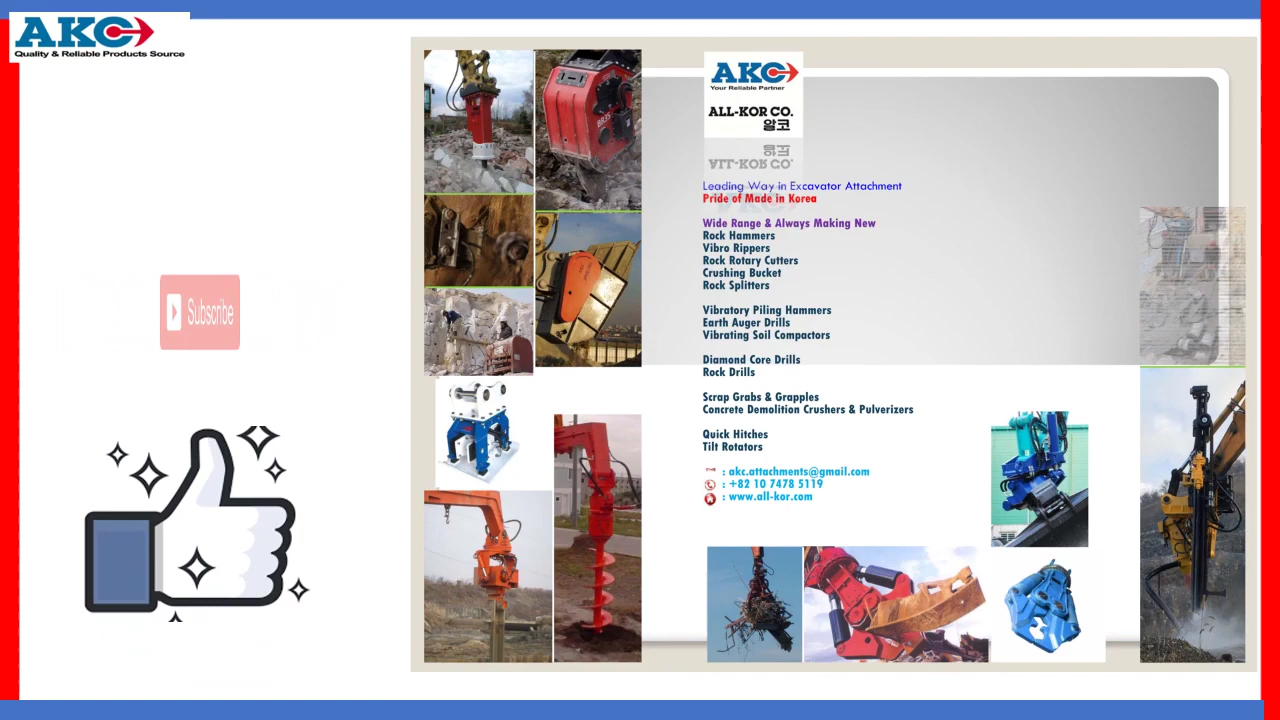 AKC
Quality & Reliable Products Source
Subscribe
AKC
Your Reliable Partner
ALL-KOR CO.
앙코
Leading Way in Excavator Attachment
Pride of Made in Korea
Wide Range & Always Making New
Rock Hammers
Vibro Rippers
Rock Rotary Cutters
Crushing Bucket
Rock Splitters
Vibratory Piling Hammers
Earth Auger Drills
Vibrating Soil Compactors
Diamond Core Drills
Rock Drills
Scrap Grabs & Grapples
Concrete Demolition Crushers & Pulverizers
Quick Hitches
Tilt Rotators
: akc.attachments@gmail.com
: +82 10 7478 5119
: www.all-kor.com